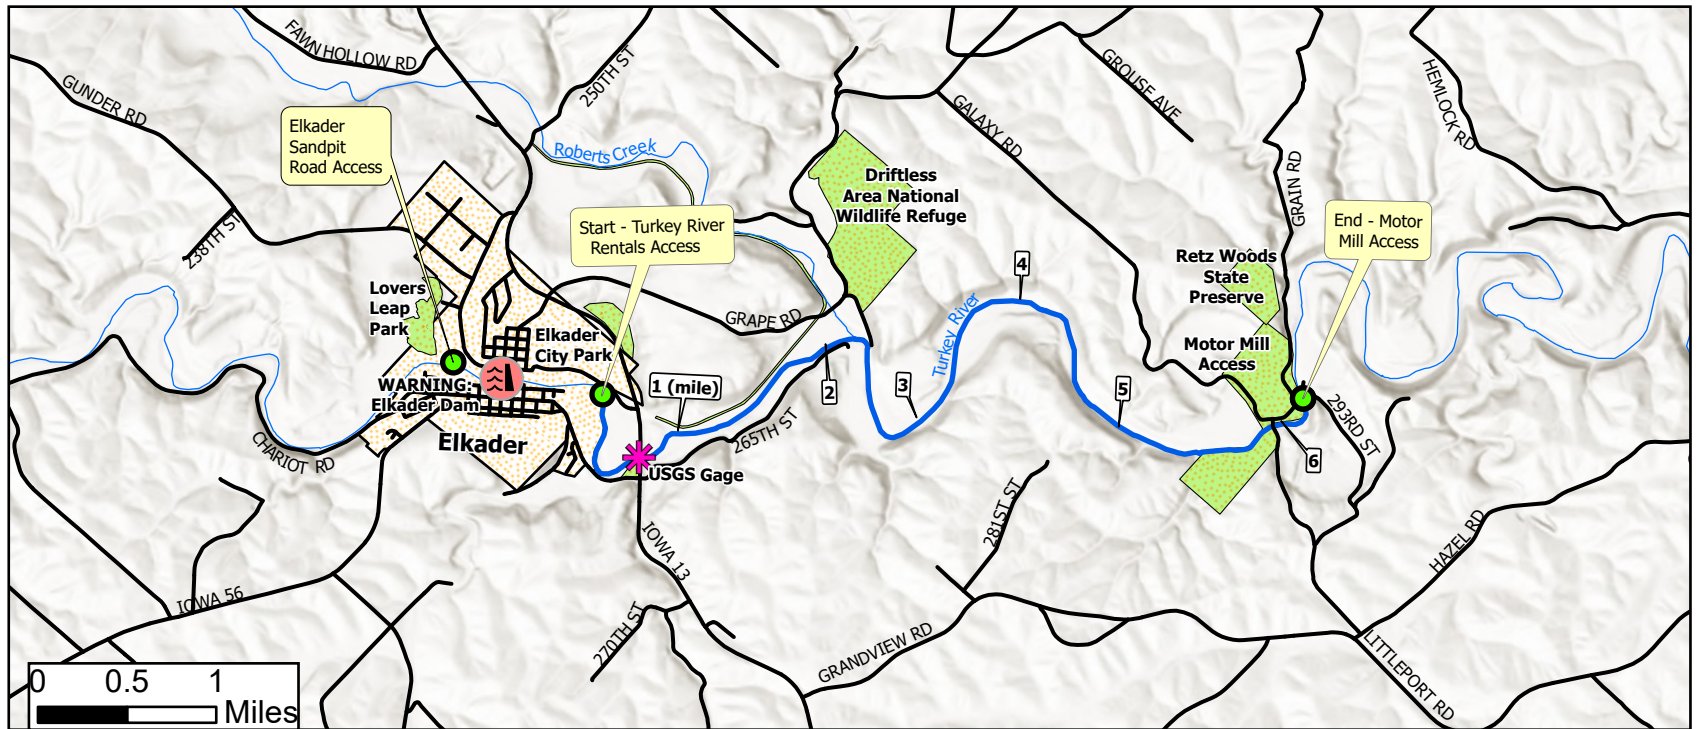 FAWN HOLLOW RD
GUNDER RD
250TH ST
GROUSE AVE
HEMLOCK RD
GALAXY RD
Elkader
Sandpit
Road Access
Roberts Creek
Driftless
Area National
Wildlife Refuge
GRAIN RD
238TH ST
Start - Turkey River
Rentals Access
End - Motor
Mill Access
Retz Woods
State
Preserve
4
Lovers
Leap
Park
Turkey River
GRAPE RD
Elkader
City Park
Motor Mill
Access
WARNING:
Elkader Dam
1 (mile)
2
3
5
293RD ST
Elkader
265TH ST
CHARIOT RD
6
USGS Gage
281ST ST
HAZEL RD
IOWA 13
IOWA 56
270TH ST
GRANDVIEW RD
LITTLEPORT RD
0 0.5 1
Miles